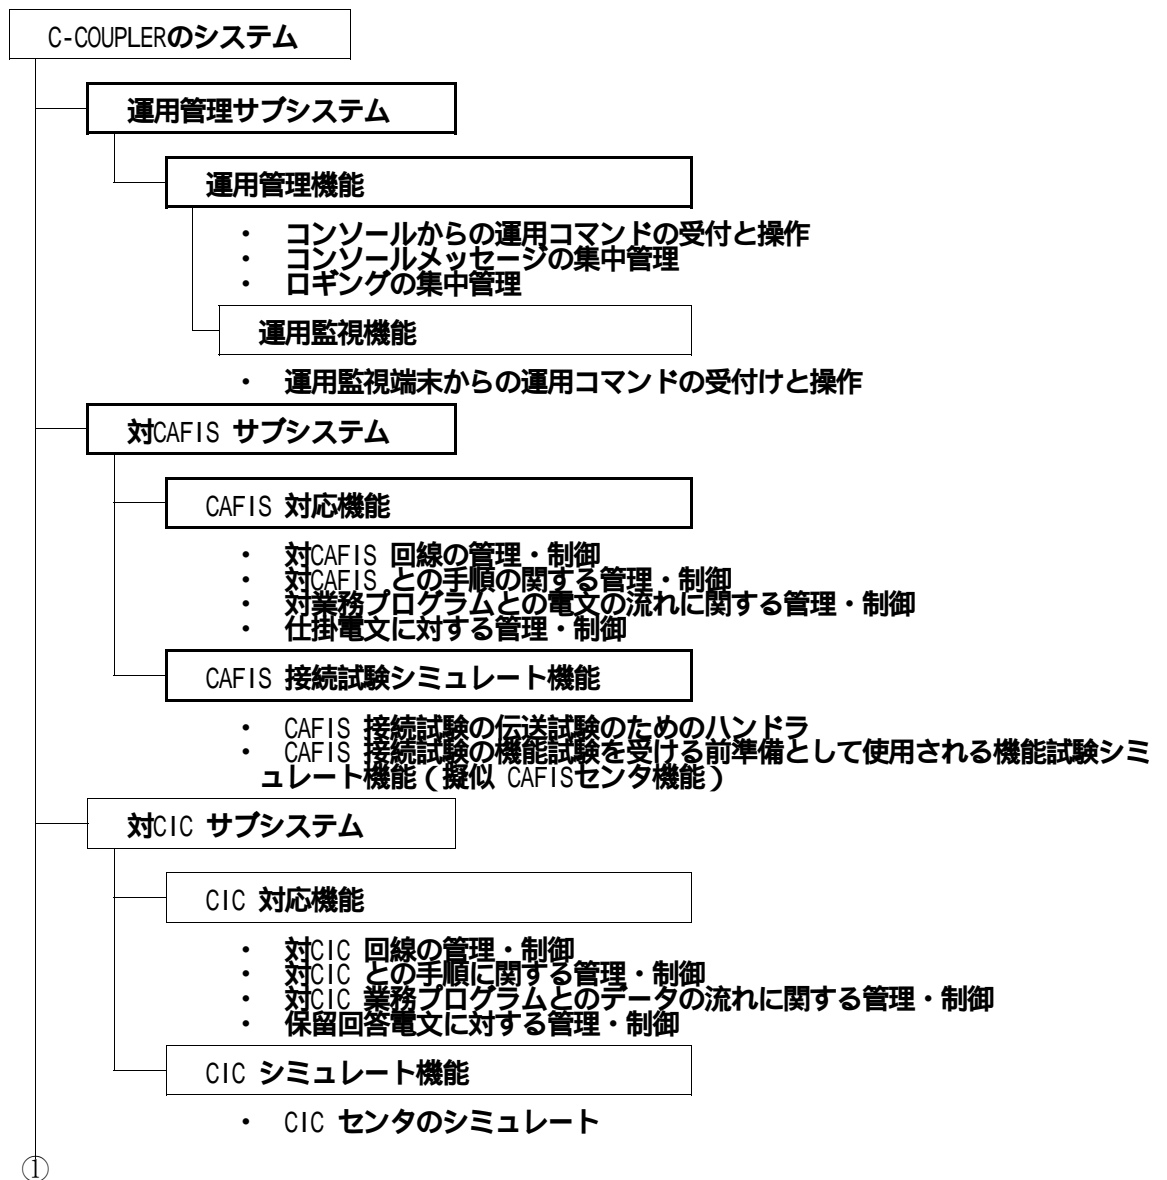 C-COUPLERのシステム
運用管理サブシステム
運用管理機能
・ コンソールからの運用コマンドの受付と操作
・ コンソールメッセージの集中管理
・ ロギングの集中管理
運用監視機能
・ 運用監視端末からの運用コマンドの受付けと操作
対CAFIS サブシステム
CAFIS 対応機能
・ 対CAFIS 回線の管理・制御
・ 対CAFIS との手順の関する管理・制御
・ 対業務プログラムとの電文の流れに関する管理・制御
・ 仕掛電文に対する管理・制御
CAFIS 接続試験シミュレート機能
・ CAFIS 接続試験の伝送試験のためのハンドラ
・ CAFIS 接続試験の機能試験を受ける前準備として使用される機能試験シミ
ュレート機能（擬似 CAFISセンタ機能）
対CIC サブシステム
CIC 対応機能
・ 対CIC 回線の管理・制御
・ 対CIC との手順に関する管理・制御
・ 対CIC 業務プログラムとのデータの流れに関する管理・制御
・ 保留回答電文に対する管理・制御
CIC シミュレート機能
・ CIC センタのシミュレート
①